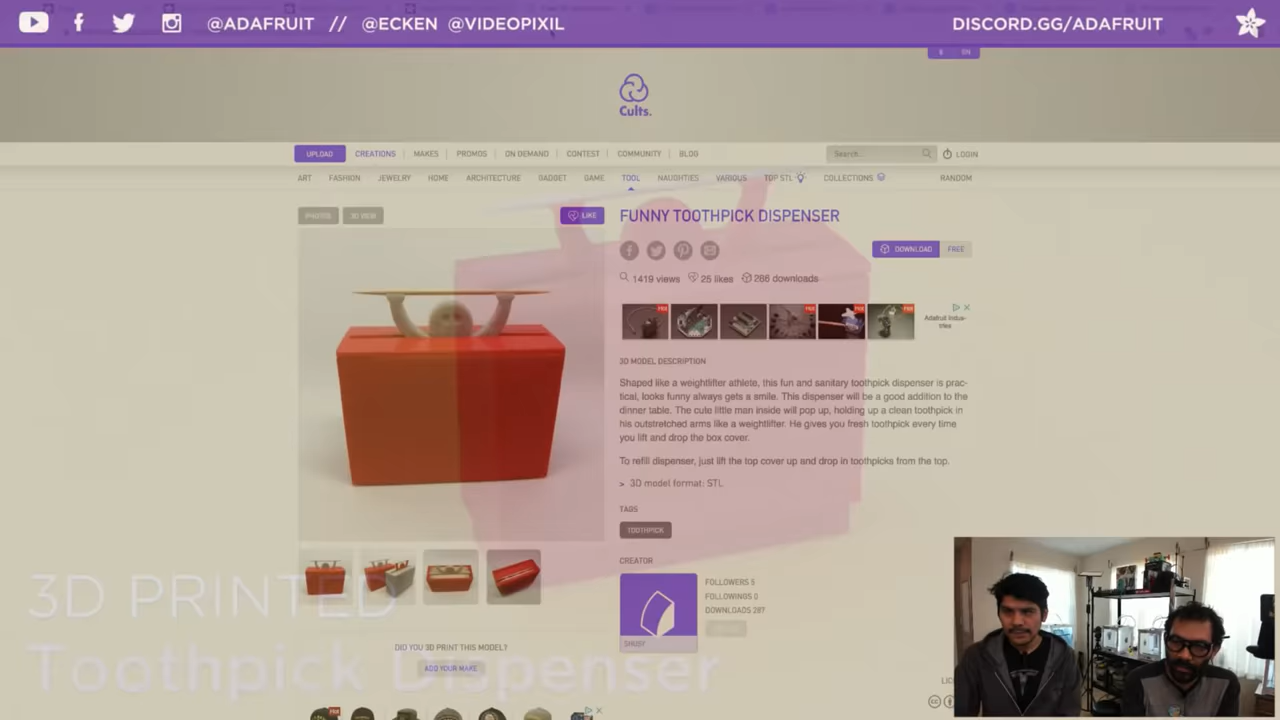 @ADAFRUIT // @ECKEN @VIDEOPIXIL
DISCORD.GG/ADAFRUIT
Cults.
UPLOAD
CREATIONS
MAKES
PROMOS
ON DEMAND
CONTEST
COMMUNITY
BLOG
Search...
LOGIN
ART
FASHION
JEWELRY
HOME
ARCHITECTURE
GADGET
GAME
TOOL
NAUGHTIES
VARIOUS
TOP STL
COLLECTIONS
RANDOM
PHOTOS
3D VIEW
LIKE
FUNNY TOOTHPICK DISPENSER
DOWNLOAD
FREE
1419 views
25 likes
286 downloads
Adafruit Indus-
tries
3D MODEL DESCRIPTION
Shaped like a weightlifter athlete, this fun and sanitary toothpick dispenser is prac-
tical, looks funny always gets a smile. This dispenser will be a good addition to the
dinner table. The cute little man inside will pop up, holding up a clean toothpick in
his outstretched arms like a weightlifter. He gives you fresh toothpick every time
you lift and drop the box cover.
To refill dispenser, just lift the top cover up and drop in toothpicks from the top.
> 3D model format: STL
TAGS
TOOTHPICK
CREATOR
FOLLOWERS 5
FOLLOWINGS 0
DOWNLOADS 287
DID YOU 3D PRINT THIS MODEL?
ADD YOUR MAKE
3D PRINTED
Toothpick Dispenser